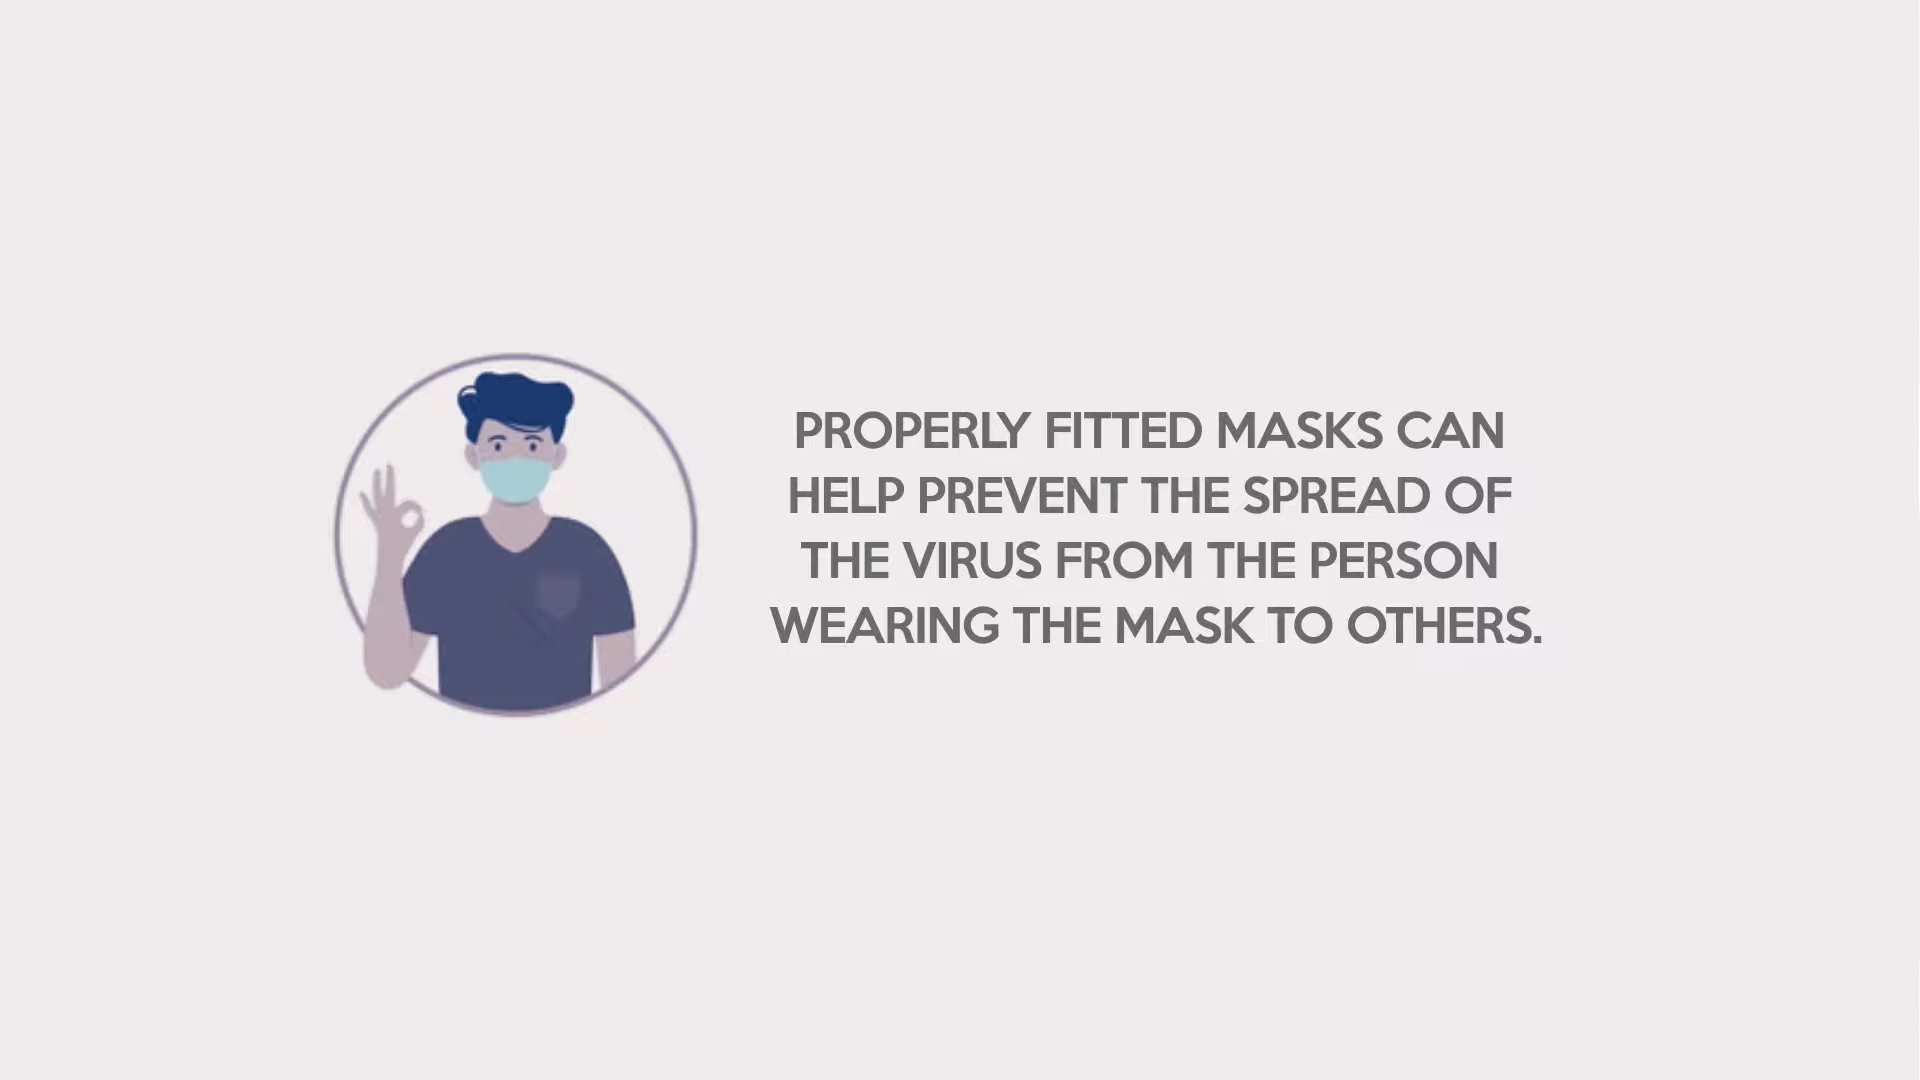 PROPERLY FITTED MASKS CAN
HELP PREVENT THE SPREAD OF
THE VIRUS FROM THE PERSON
WEARING THE MASK TO OTHERS.